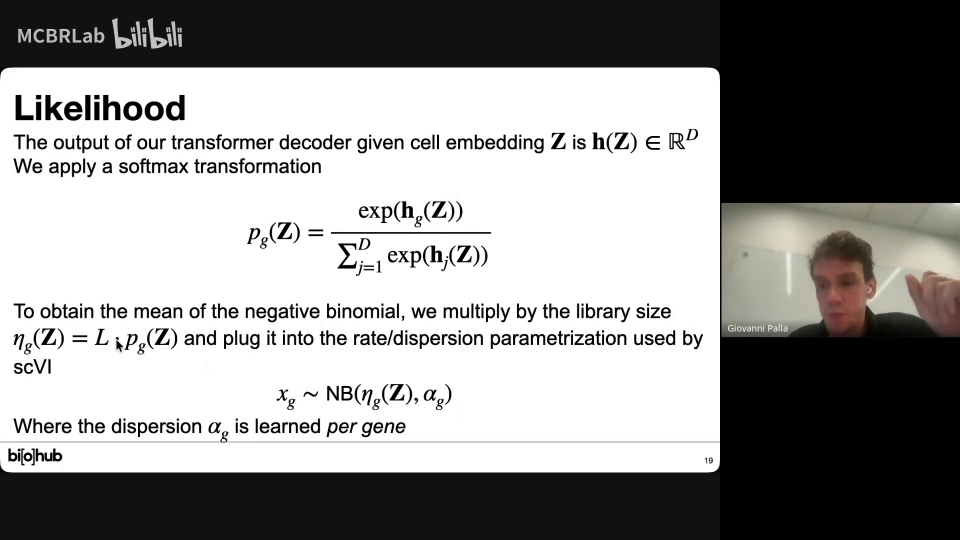 MCBRLab bilibili
Likelihood
The output of our transformer decoder given cell embedding Z is h(Z) ∈ ℝ^D
We apply a softmax transformation
p_g(Z) = exp(h_g(Z)) / ∑_{j=1}^D exp(h_j(Z))
To obtain the mean of the negative binomial, we multiply by the library size
η_g(Z) = L · p_g(Z) and plug it into the rate/dispersion parametrization used by
scVI
x_g ~ NB(η_g(Z), α_g)
Where the dispersion α_g is learned per gene
bi[o]hub
19
Giovanni Palla